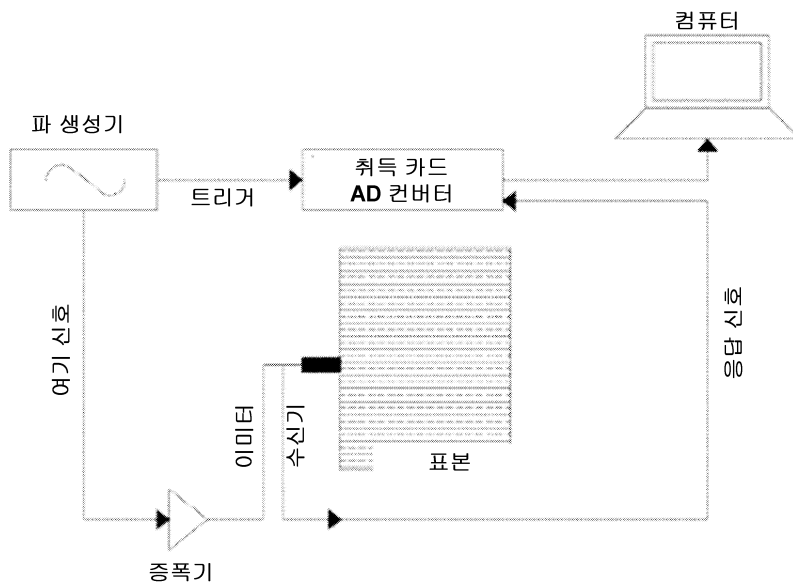 컴퓨터
파 생성기
취득 카드
AD 컨버터
트리거
여기 신호
응답 신호
이미터
수신기
표본
증폭기